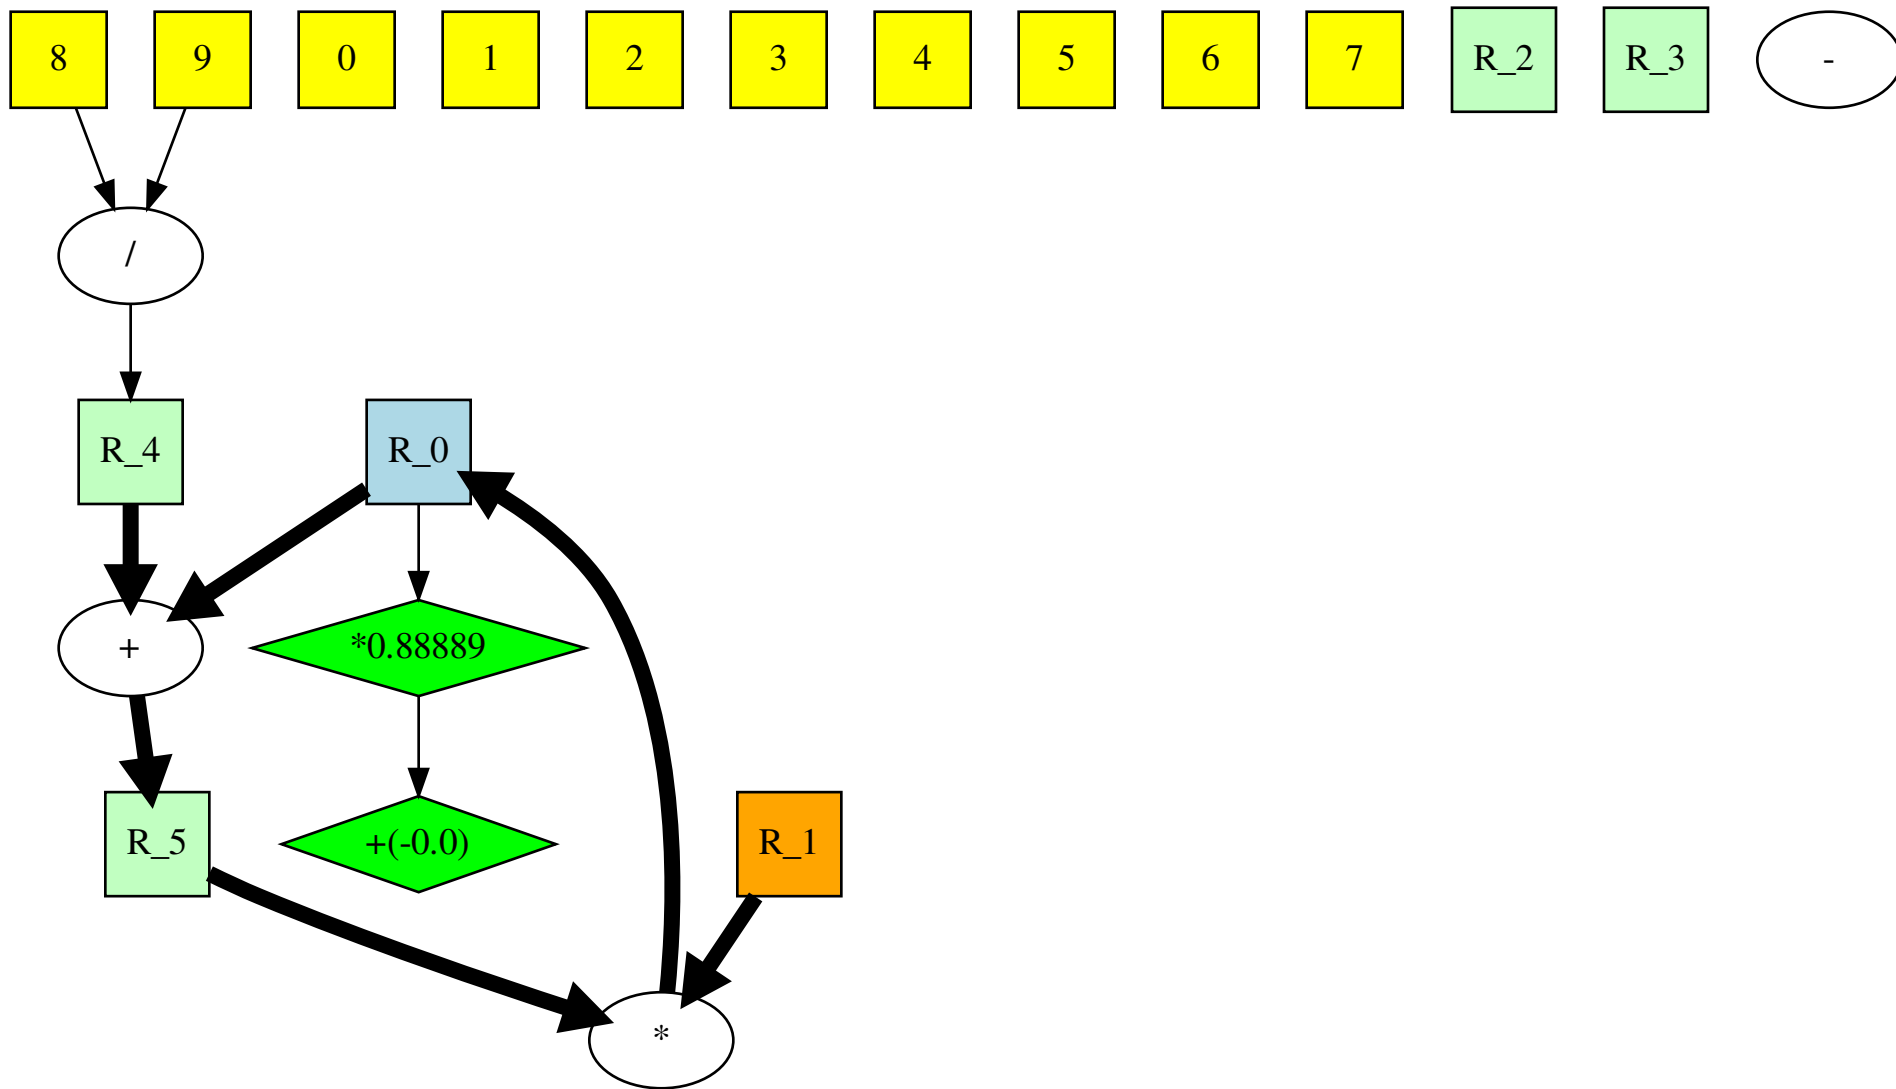 8 9 0 1 2 3 4 5 6 7 R_2 R_3 -
/
R_4 R_0
+ *0.88889
R_5 +(-0.0) R_1
*